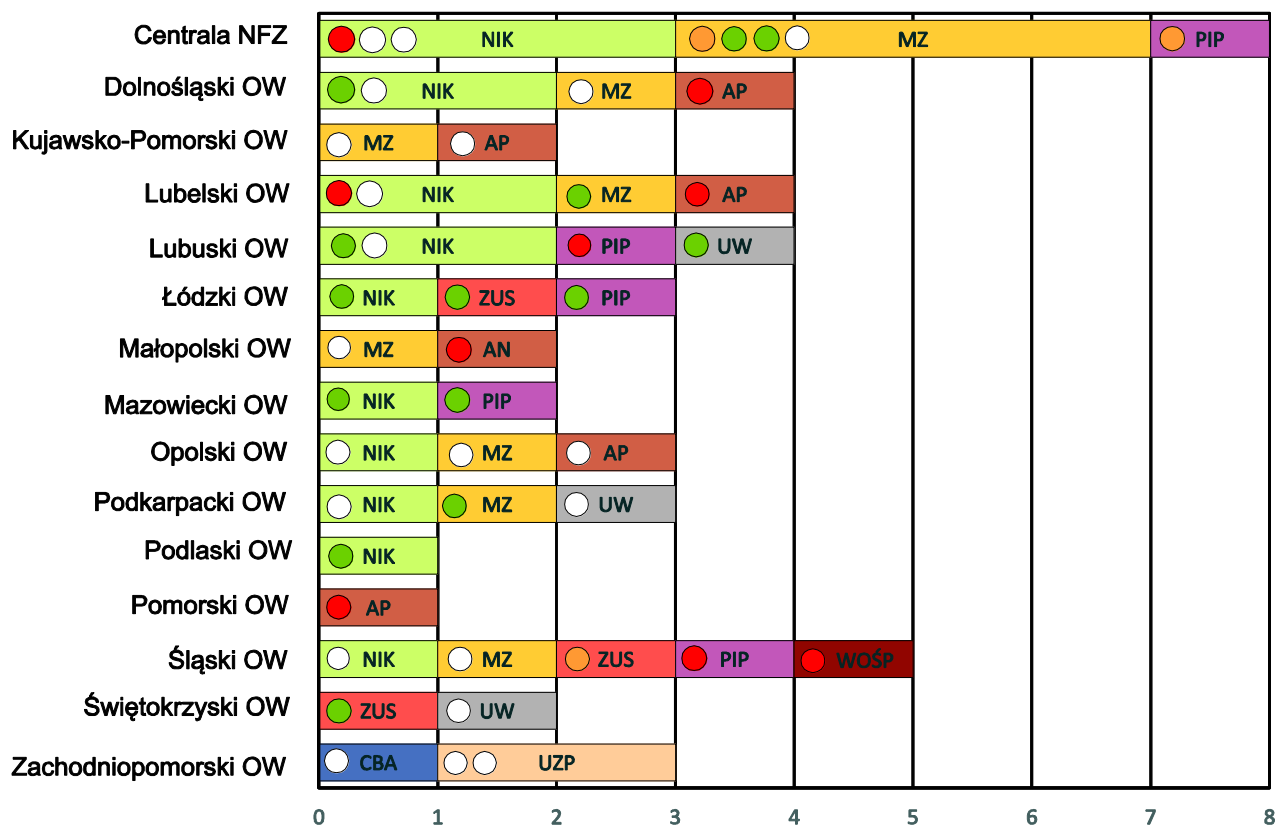 Centrala NFZ NIK MZ PIP
Dolnośląski OW NIK MZ AP
Kujawsko-Pomorski OW MZ AP
Lubelski OW NIK MZ AP
Lubuski OW NIK PIP UW
Łódzki OW NIK ZUS PIP
Małopolski OW MZ AN
Mazowiecki OW NIK PIP
Opolski OW NIK MZ AP
Podkarpacki OW NIK MZ UW
Podlaski OW NIK
Pomorski OW AP
Śląski OW NIK MZ ZUS PIP WOŚP
Świętokrzyski OW ZUS UW
Zachodniopomorski OW CBA UZP
0 1 2 3 4 5 6 7 8